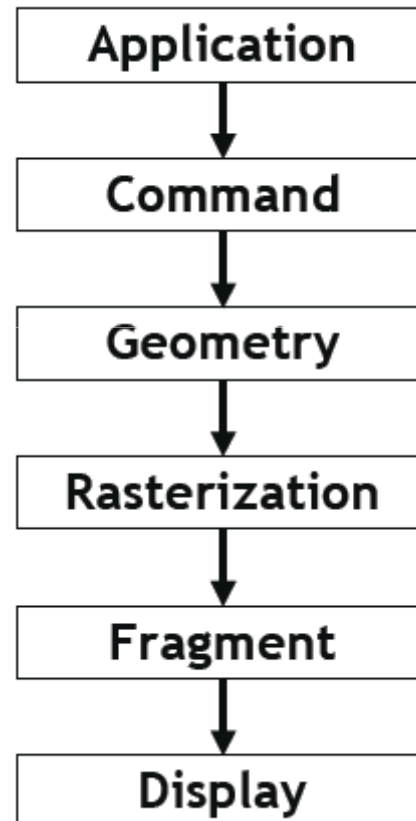 Application
Command
Geometry
Rasterization
Fragment
Display